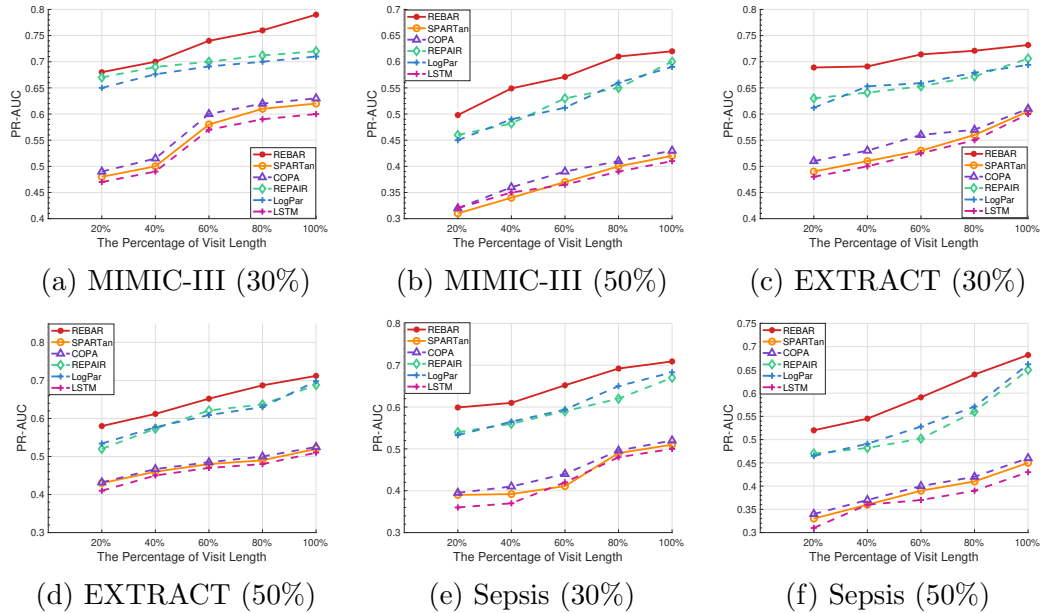 0.8
0.75
0.7
0.65
0.6
0.55
0.5
0.45
0.4
PR-AUC
20% 40% 60% 80% 100%
The Percentage of Visit Length
REBAR
SPARTan
COPA
REPAIR
LogPar
LSTM
(a) MIMIC-III (30%)
0.8
0.7
0.6
0.5
0.4
0.3
PR-AUC
20% 40% 60% 80% 100%
The Percentage of Visit Length
REBAR
SPARTan
COPA
REPAIR
LogPar
LSTM
(b) MIMIC-III (50%)
0.8
0.75
0.7
0.65
0.6
0.55
0.5
0.45
0.4
PR-AUC
20% 40% 60% 80% 100%
The Percentage of Visit Length
REBAR
SPARTan
COPA
REPAIR
LogPar
LSTM
(c) EXTRACT (30%)
0.8
0.7
0.6
0.5
0.4
0.3
PR-AUC
20% 40% 60% 80% 100%
The Percentage of Visit Length
REBAR
SPARTan
COPA
REPAIR
LogPar
LSTM
(d) EXTRACT (50%)
0.8
0.7
0.6
0.5
0.4
0.3
PR-AUC
20% 40% 60% 80% 100%
The Percentage of Visit Length
REBAR
SPARTan
COPA
REPAIR
LogPar
LSTM
(e) Sepsis (30%)
0.75
0.7
0.65
0.6
0.55
0.5
0.45
0.4
0.35
0.3
PR-AUC
20% 40% 60% 80% 100%
The Percentage of Visit Length
REBAR
SPARTan
COPA
REPAIR
LogPar
LSTM
(f) Sepsis (50%)